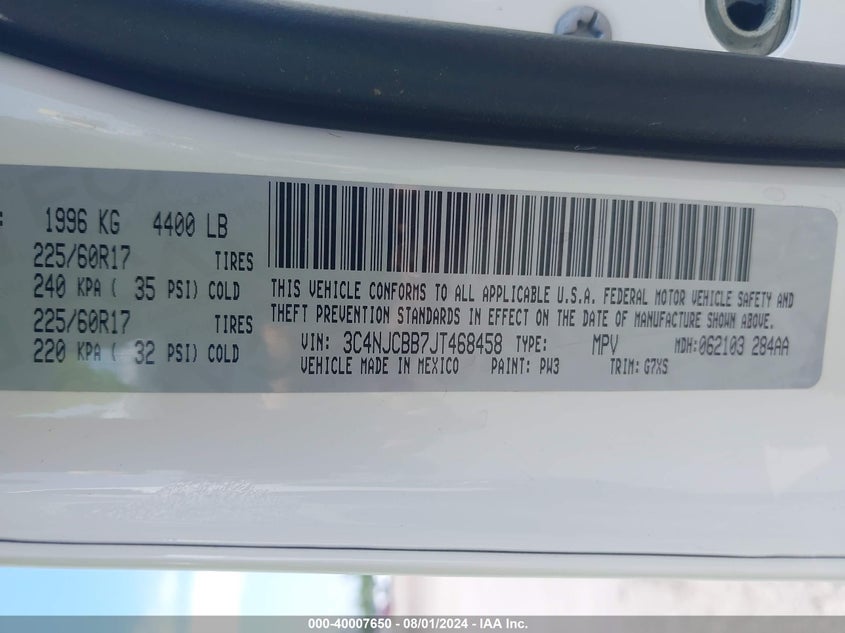 1996 KG 4400 LB
225/60R17 TIRES
240 KPA ( 35 PSI) COLD
225/60R17 TIRES
220 KPA ( 32 PSI) COLD
THIS VEHICLE CONFORMS TO ALL APPLICABLE U.S.A. FEDERAL MOTOR VEHICLE SAFETY AND
THEFT PREVENTION STANDARDS IN EFFECT ON THE DATE OF MANUFACTURE SHOWN ABOVE.
VIN: 3C4NJCBB7JT468458 TYPE: MPV MDH:062103 284AA
VEHICLE MADE IN MEXICO PAINT: PW3 TRIM: G7XS
000-40007650 - 08/01/2024 - IAA Inc.